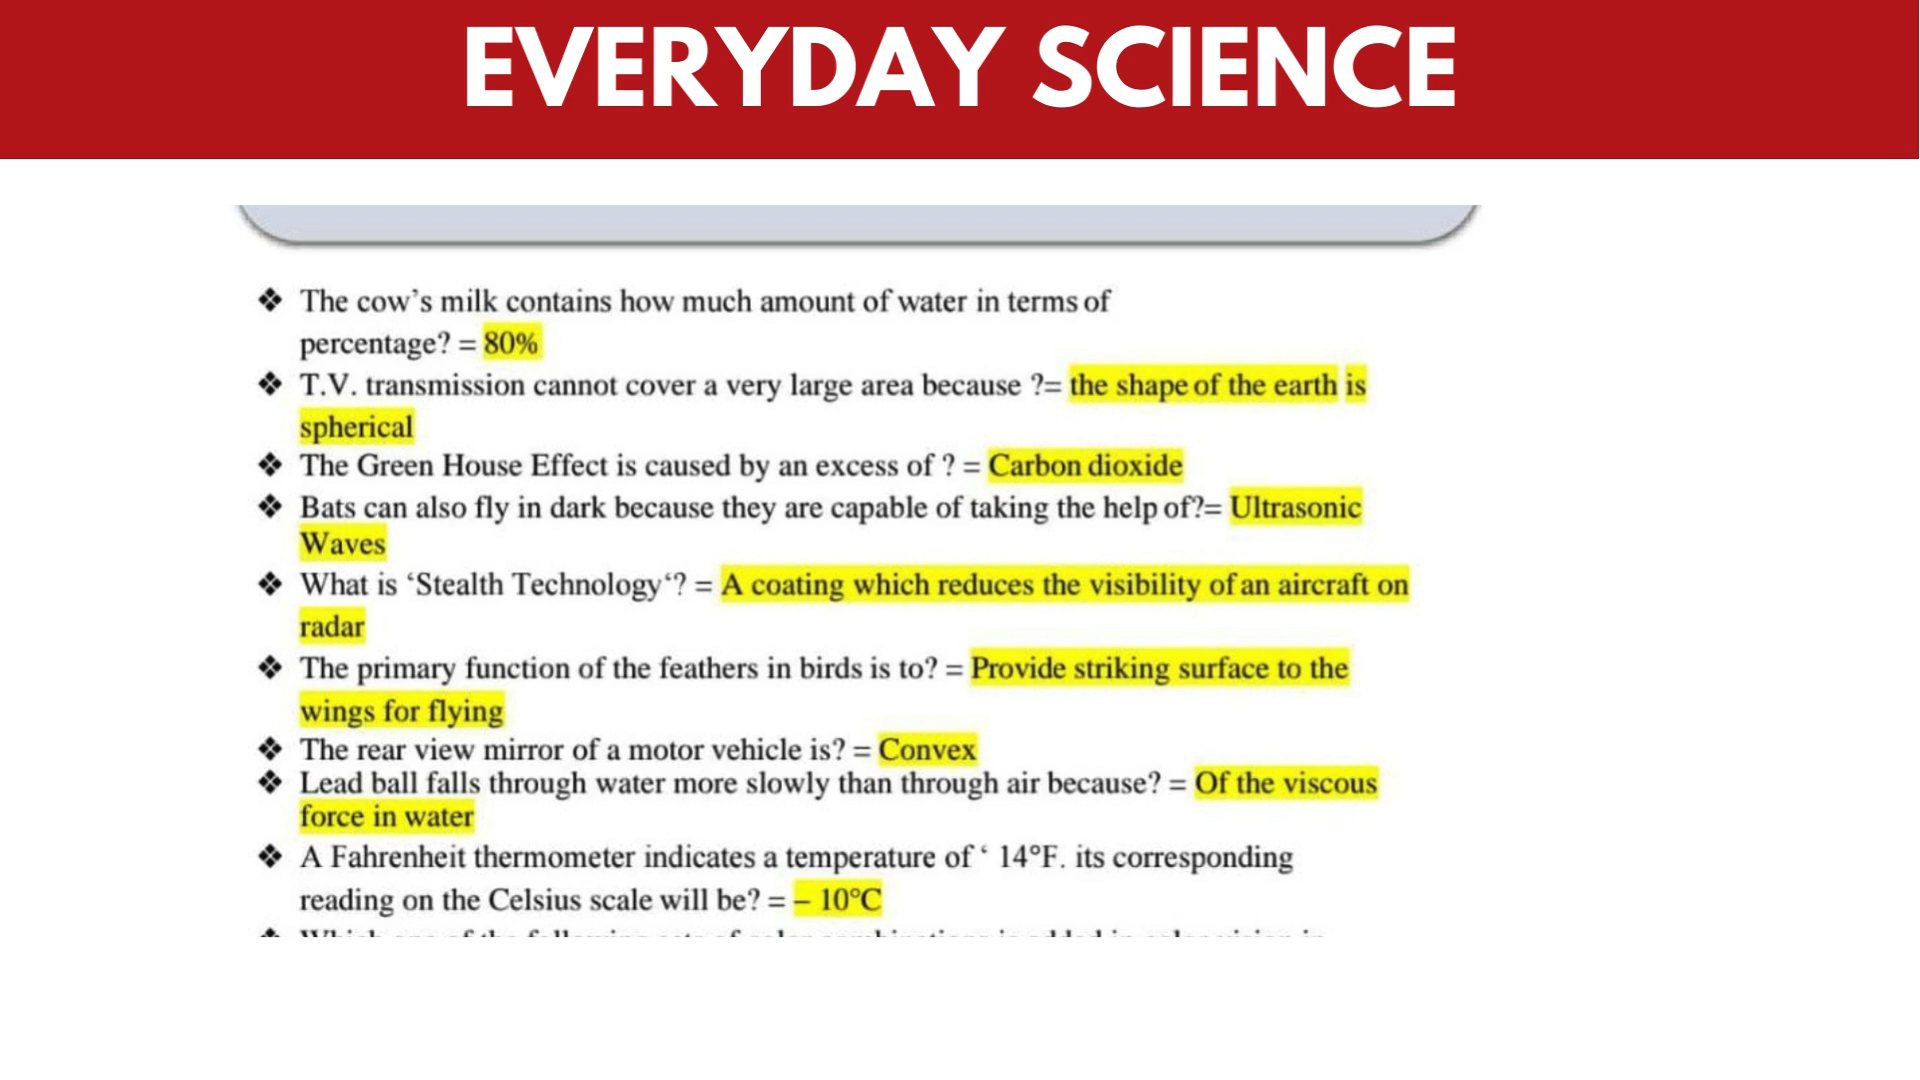 EVERYDAY SCIENCE
❖ The cow's milk contains how much amount of water in terms of
percentage? = 80%
❖ T.V. transmission cannot cover a very large area because ?= the shape of the earth is
spherical
❖ The Green House Effect is caused by an excess of ? = Carbon dioxide
❖ Bats can also fly in dark because they are capable of taking the help of?= Ultrasonic
Waves
❖ What is ‘Stealth Technology‘? = A coating which reduces the visibility of an aircraft on
radar
❖ The primary function of the feathers in birds is to? = Provide striking surface to the
wings for flying
❖ The rear view mirror of a motor vehicle is? = Convex
❖ Lead ball falls through water more slowly than through air because? = Of the viscous
force in water
❖ A Fahrenheit thermometer indicates a temperature of ‘ 14°F. its corresponding
reading on the Celsius scale will be? = – 10°C